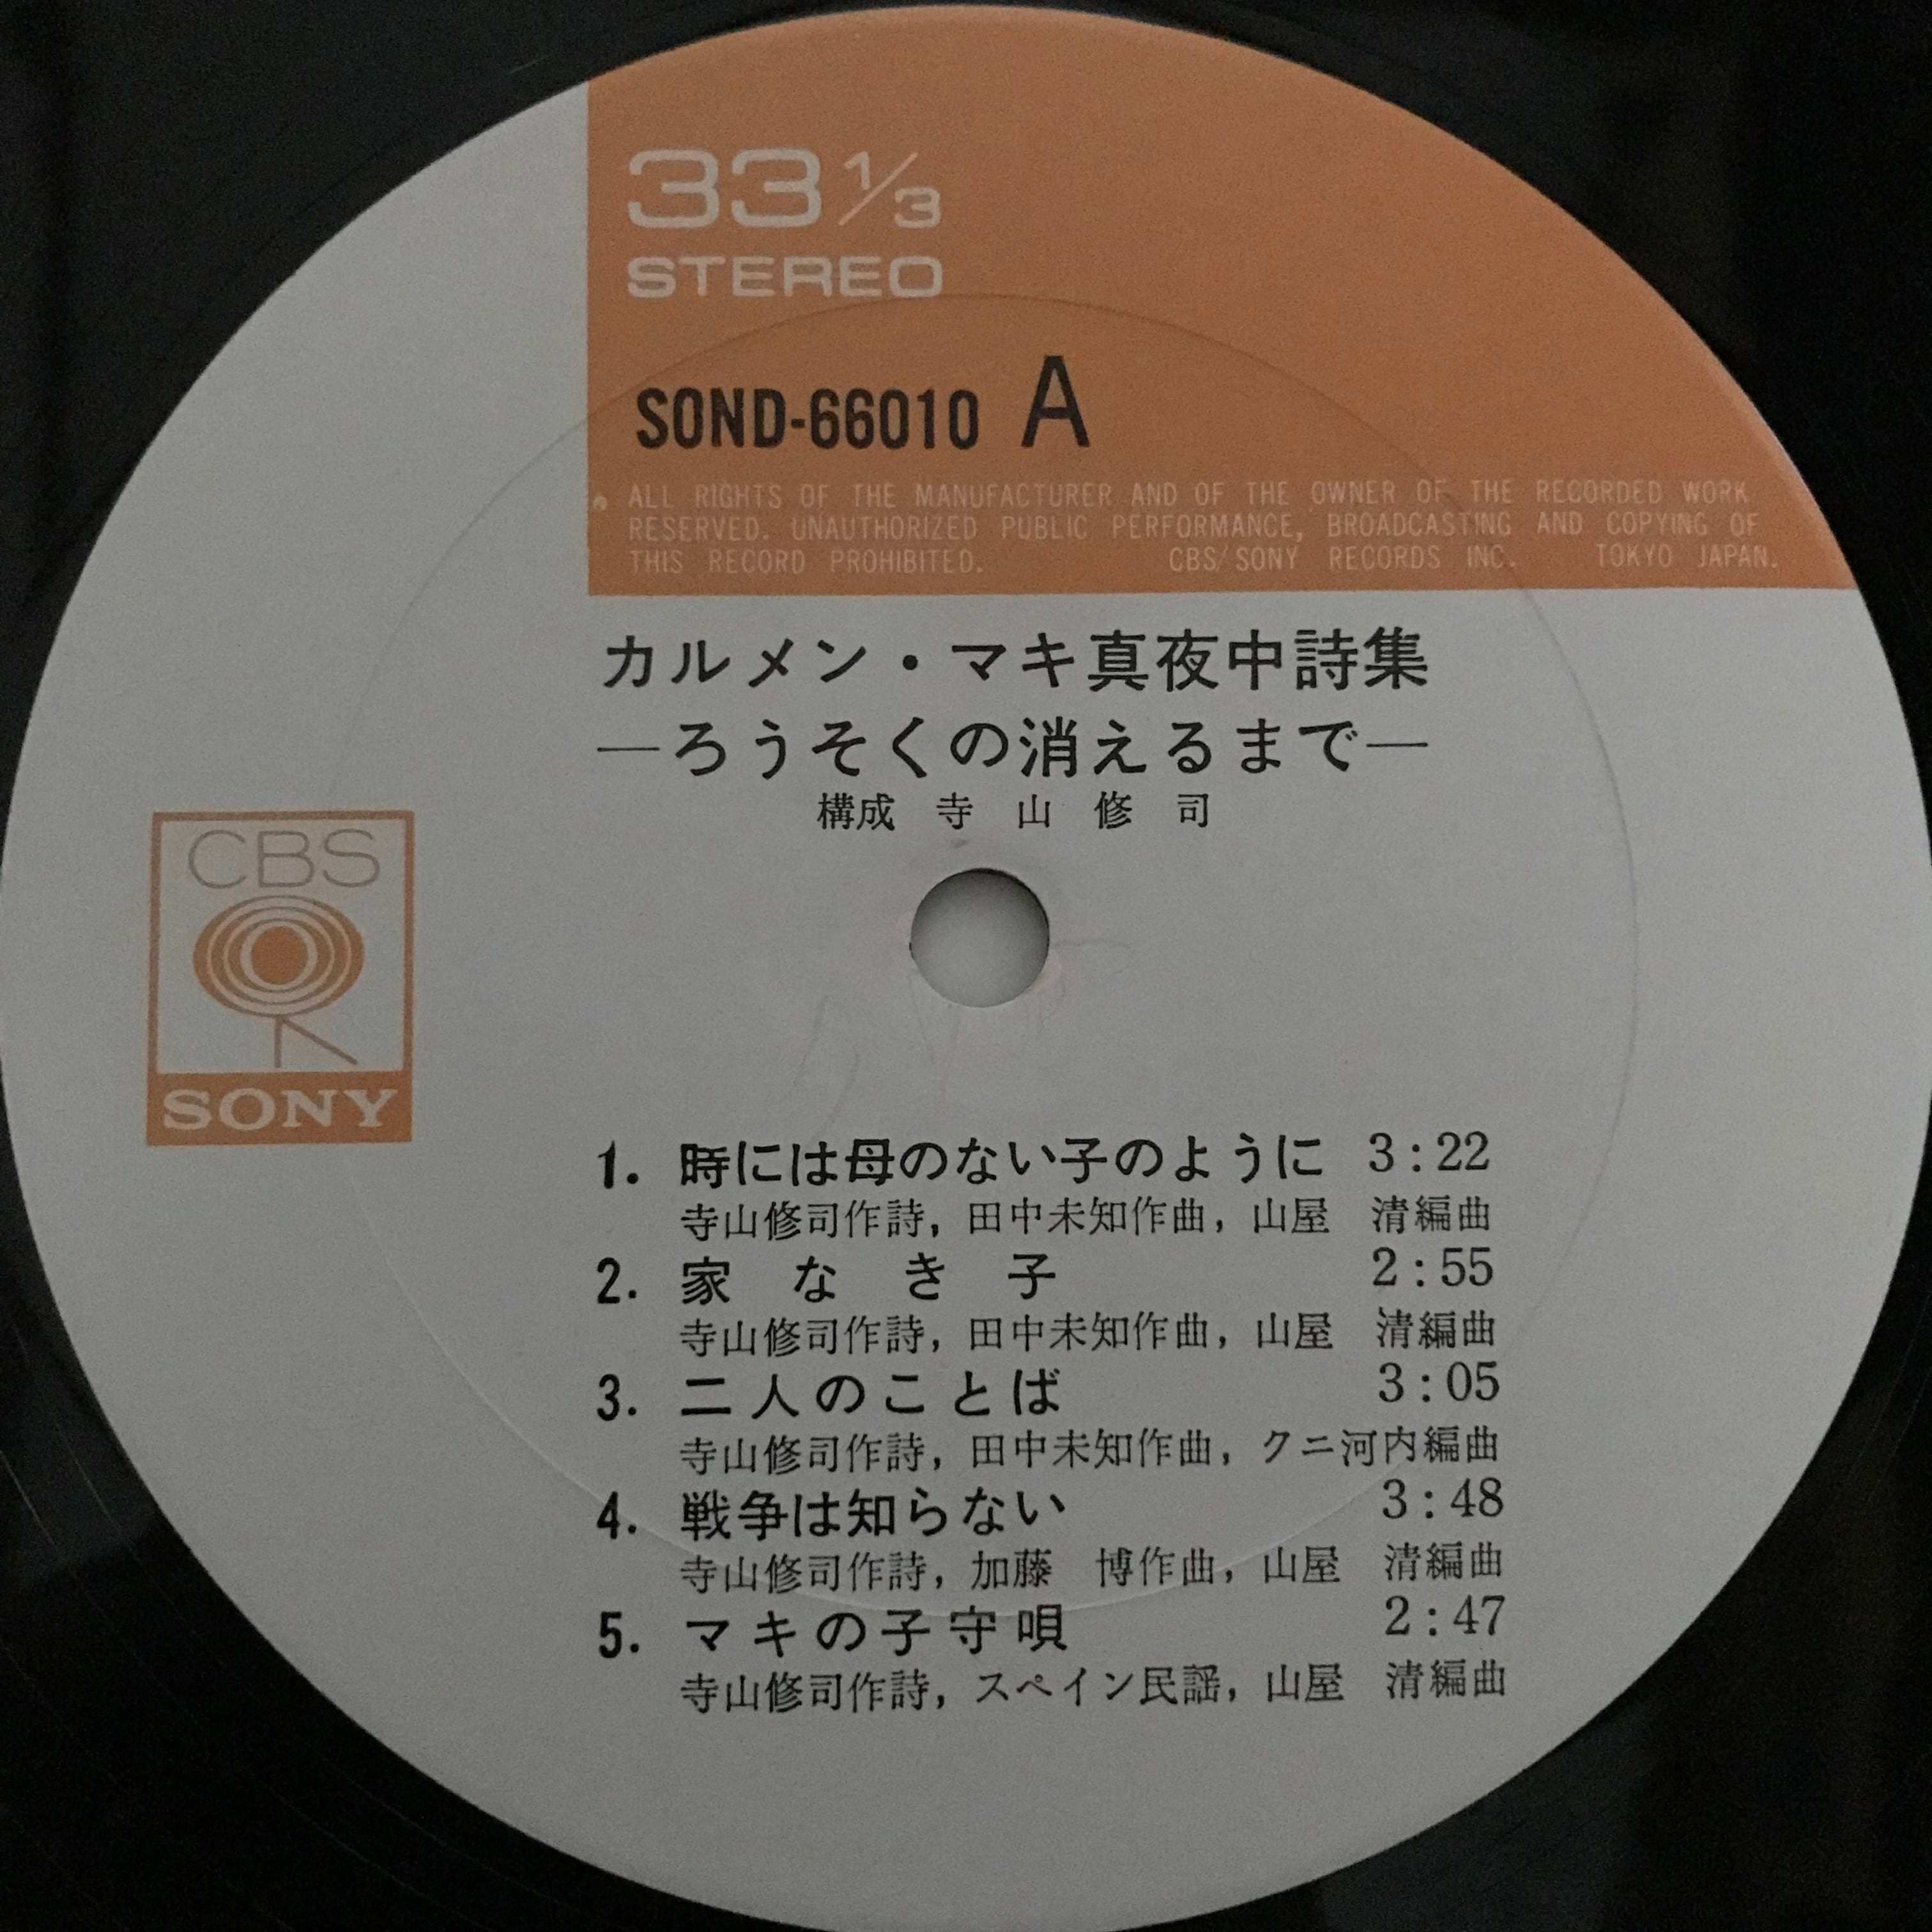 33 1/3
STEREO
SOND-66010 A
ALL RIGHTS OF THE MANUFACTURER AND OF THE OWNER OF THE RECORDED WORK
RESERVED. UNAUTHORIZED PUBLIC PERFORMANCE, BROADCASTING AND COPYING OF
THIS RECORD PROHIBITED. CBS/SONY RECORDS INC. TOKYO JAPAN.
カルメン・マキ真夜中詩集
—ろうそくの消えるまで—
構成 寺山修司
CBS
SONY
1. 時には母のない子のように 3:22
寺山修司作詩, 田中未知作曲, 山屋 清編曲
2. 家なき子 2:55
寺山修司作詩, 田中未知作曲, 山屋 清編曲
3. 二人のことば 3:05
寺山修司作詩, 田中未知作曲, クニ河内編曲
4. 戦争は知らない 3:48
寺山修司作詩, 加藤 博作曲, 山屋 清編曲
5. マキの子守唄 2:47
寺山修司作詩, スペイン民謡, 山屋 清編曲